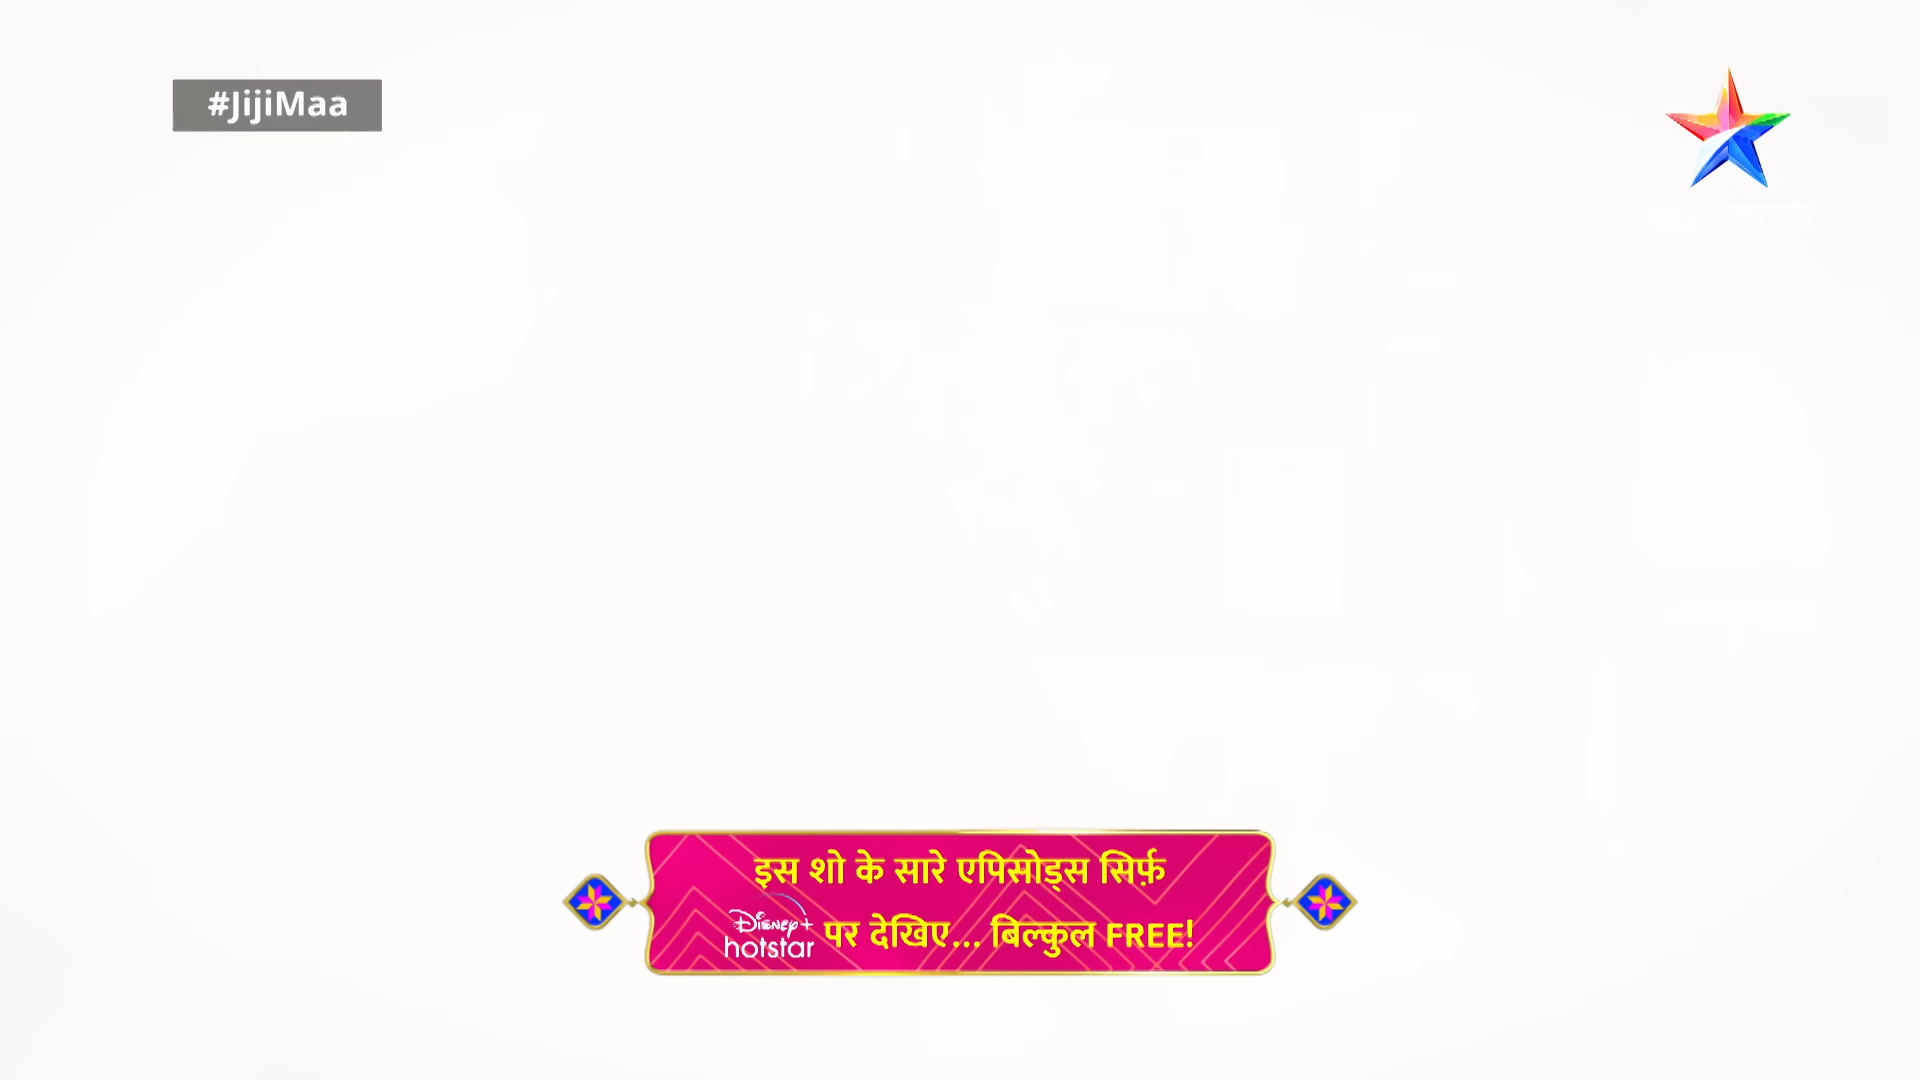 #JijiMaa
इस शो के सारे एपिसोड्स सिर्फ़
Disney+ hotstar पर देखिए... बिल्कुल FREE!